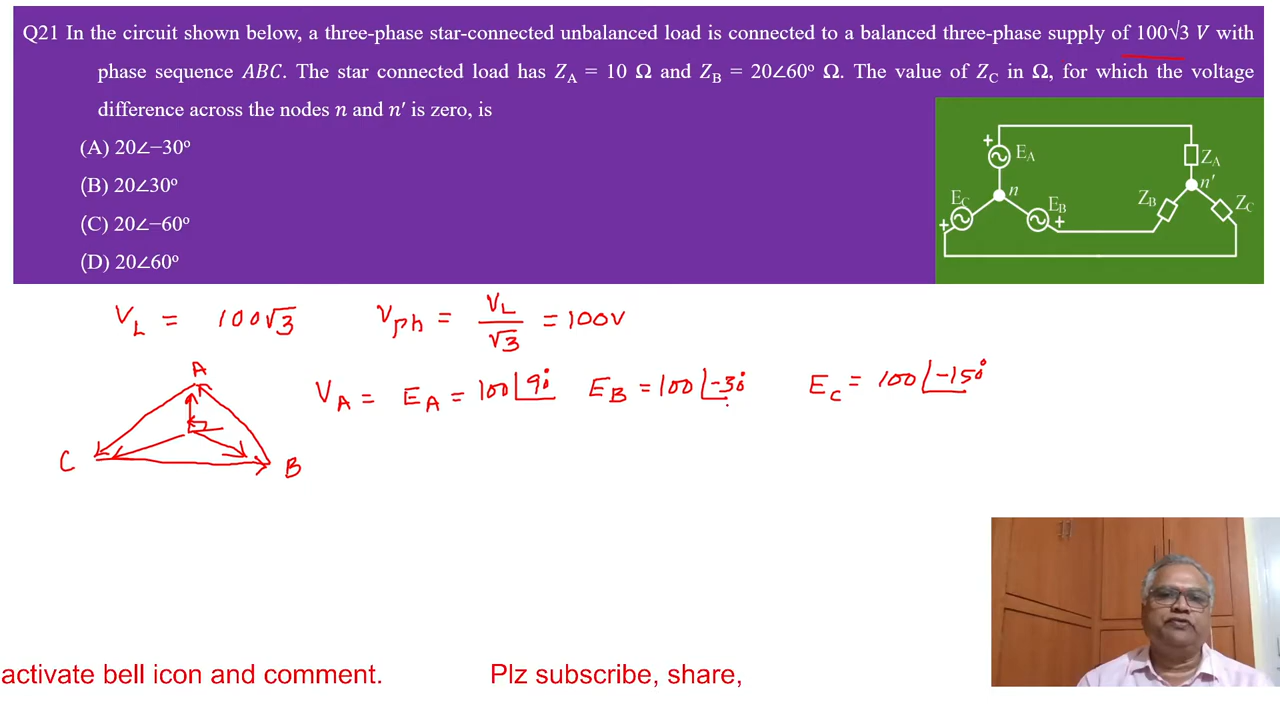 Q21 In the circuit shown below, a three-phase star-connected unbalanced load is connected to a balanced three-phase supply of 100√3 V with
phase sequence ABC. The star connected load has Z_A = 10 Ω and Z_B = 20∠60° Ω. The value of Z_C in Ω, for which the voltage
difference across the nodes n and n′ is zero, is
(A) 20∠−30°
(B) 20∠30°
(C) 20∠−60°
(D) 20∠60°
+ E_A Z_A
n n′
E_C E_B Z_B Z_C
+ +
V_L = 100√3 V_ph = V_L/√3 = 100V
A
V_A = E_A = 100∠90° E_B = 100∠-30° E_C = 100∠-150°
C B
activate bell icon and comment. Plz subscribe, share,